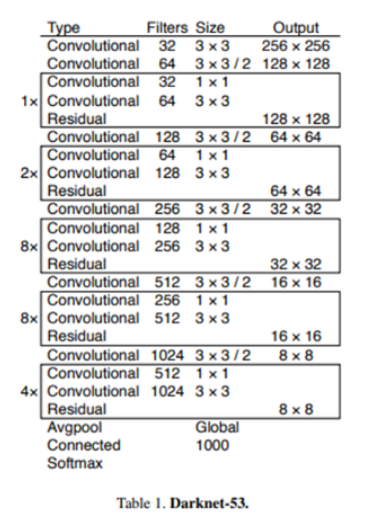 Type Filters Size Output
Convolutional 32 3 × 3 256 × 256
Convolutional 64 3 × 3 / 2 128 × 128
Convolutional 32 1 × 1
1× Convolutional 64 3 × 3
Residual 128 × 128
Convolutional 128 3 × 3 / 2 64 × 64
Convolutional 64 1 × 1
2× Convolutional 128 3 × 3
Residual 64 × 64
Convolutional 256 3 × 3 / 2 32 × 32
Convolutional 128 1 × 1
8× Convolutional 256 3 × 3
Residual 32 × 32
Convolutional 512 3 × 3 / 2 16 × 16
Convolutional 256 1 × 1
8× Convolutional 512 3 × 3
Residual 16 × 16
Convolutional 1024 3 × 3 / 2 8 × 8
Convolutional 512 1 × 1
4× Convolutional 1024 3 × 3
Residual 8 × 8
Avgpool Global
Connected 1000
Softmax
Table 1. Darknet-53.